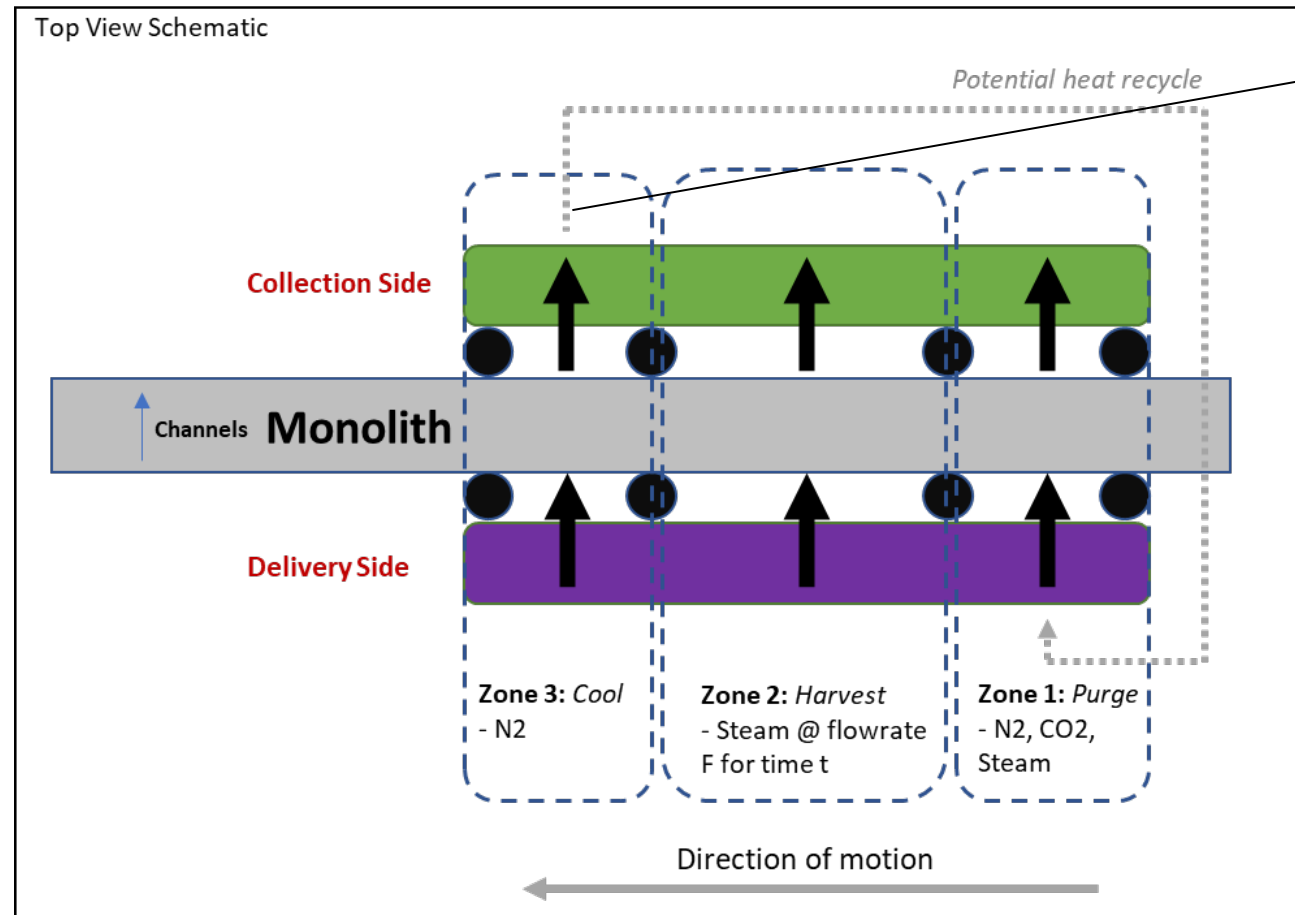 Top View Schematic
Potential heat recycle
Collection Side
Channels Monolith
Delivery Side
Zone 3: Cool
- N2
Zone 2: Harvest
- Steam @ flowrate
F for time t
Zone 1: Purge
- N2, CO2,
Steam
Direction of motion